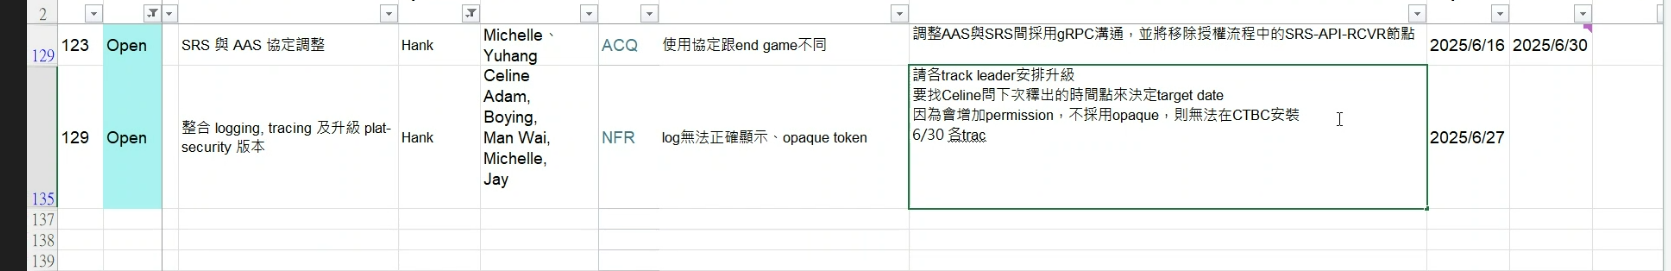 2
129
123
Open
SRS 與 AAS 協定調整
Hank
Michelle、
Yuhang
ACQ
使用協定跟end game不同
調整AAS與SRS間採用gRPC溝通，並將移除授權流程中的SRS-API-RCVR節點
2025/6/16
2025/6/30
135
129
Open
整合 logging, tracing 及升級 plat-
security 版本
Hank
Celine
Adam,
Boying,
Man Wai,
Michelle,
Jay
NFR
log無法正確顯示、opaque token
請各track leader安排升級
要找Celine問下次釋出的時間點來決定target date
因為會增加permission，不採用opaque，則無法在CTBC安裝
6/30 各trac
2025/6/27
137
138
139